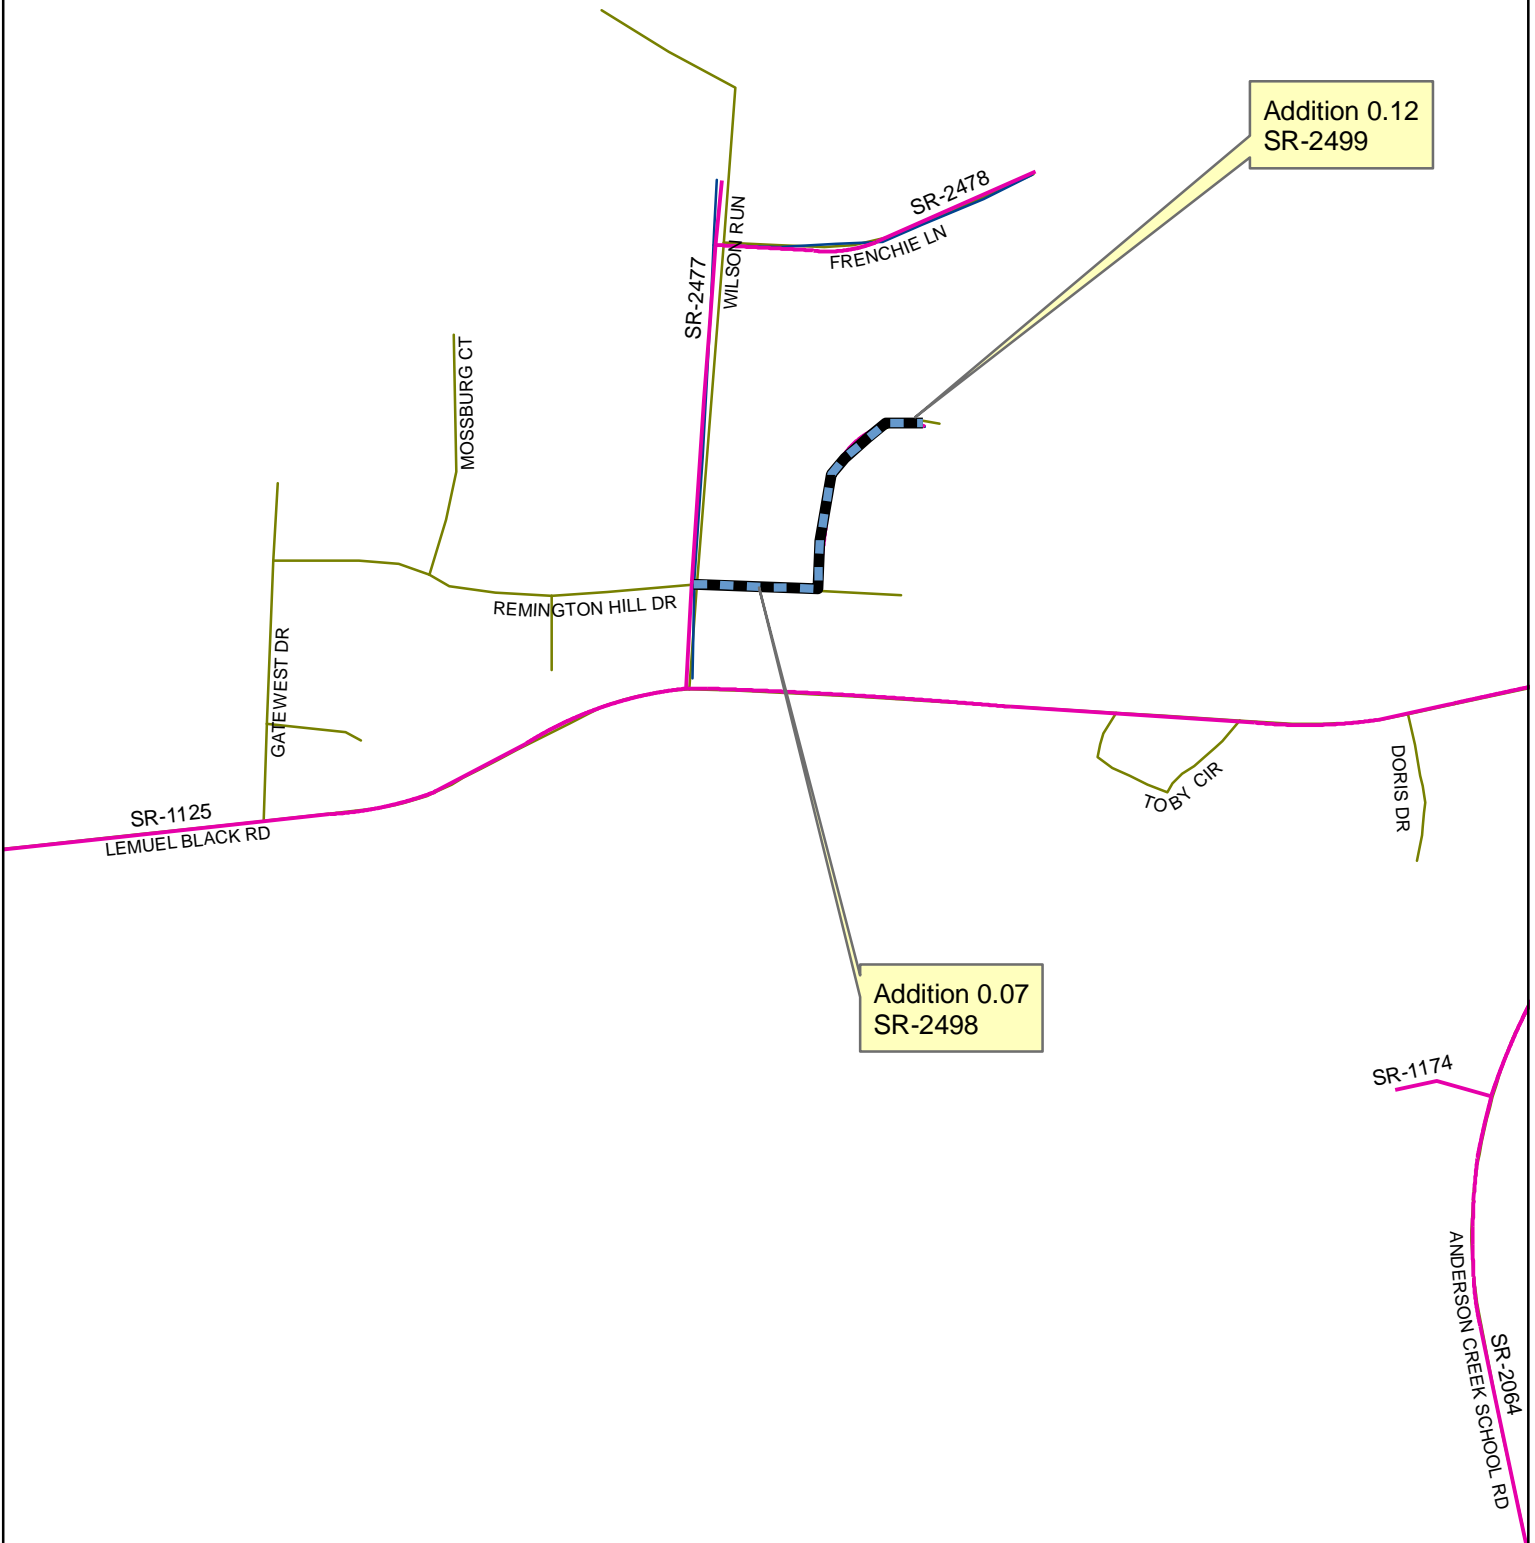 Addition 0.12
SR-2499
SR-2478
FRENCHIE LN
WILSON RUN
SR-2477
MOSSBURG CT
REMINGTON HILL DR
GATEWEST DR
SR-1125
LEMUEL BLACK RD
TOBY CIR
DORIS DR
Addition 0.07
SR-2498
SR-1174
ANDERSON CREEK SCHOOL RD
SR-2064